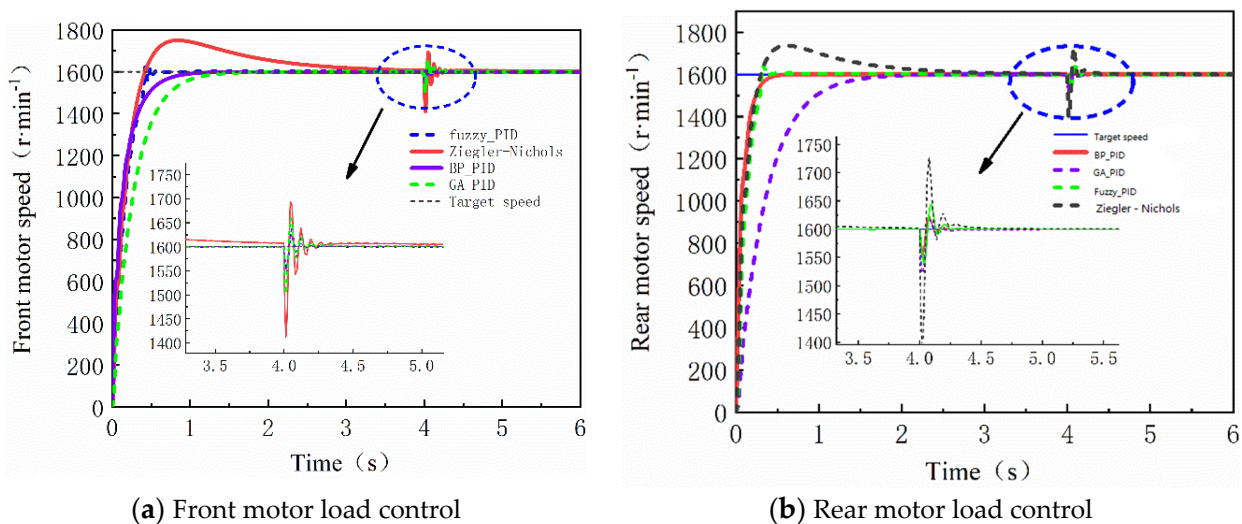 Front motor speed（r·min⁻¹）
1800
1600
1400
1200
1000
800
600
400
200
0
0 1 2 3 4 5 6
Time（s）
fuzzy_PID
Ziegler-Nichols
BP_PID
GA_PID
Target speed
1750
1700
1650
1600
1550
1500
1450
1400
3.5 4.0 4.5 5.0
(a) Front motor load control
Rear motor speed（r·min⁻¹）
1800
1600
1400
1200
1000
800
600
400
200
0
0 1 2 3 4 5 6
Time（s）
Target speed
BP_PID
GA_PID
Fuzzy_PID
Ziegler - Nichols
1750
1700
1650
1600
1550
1500
1450
1400
3.5 4.0 4.5 5.0 5.5
(b) Rear motor load control